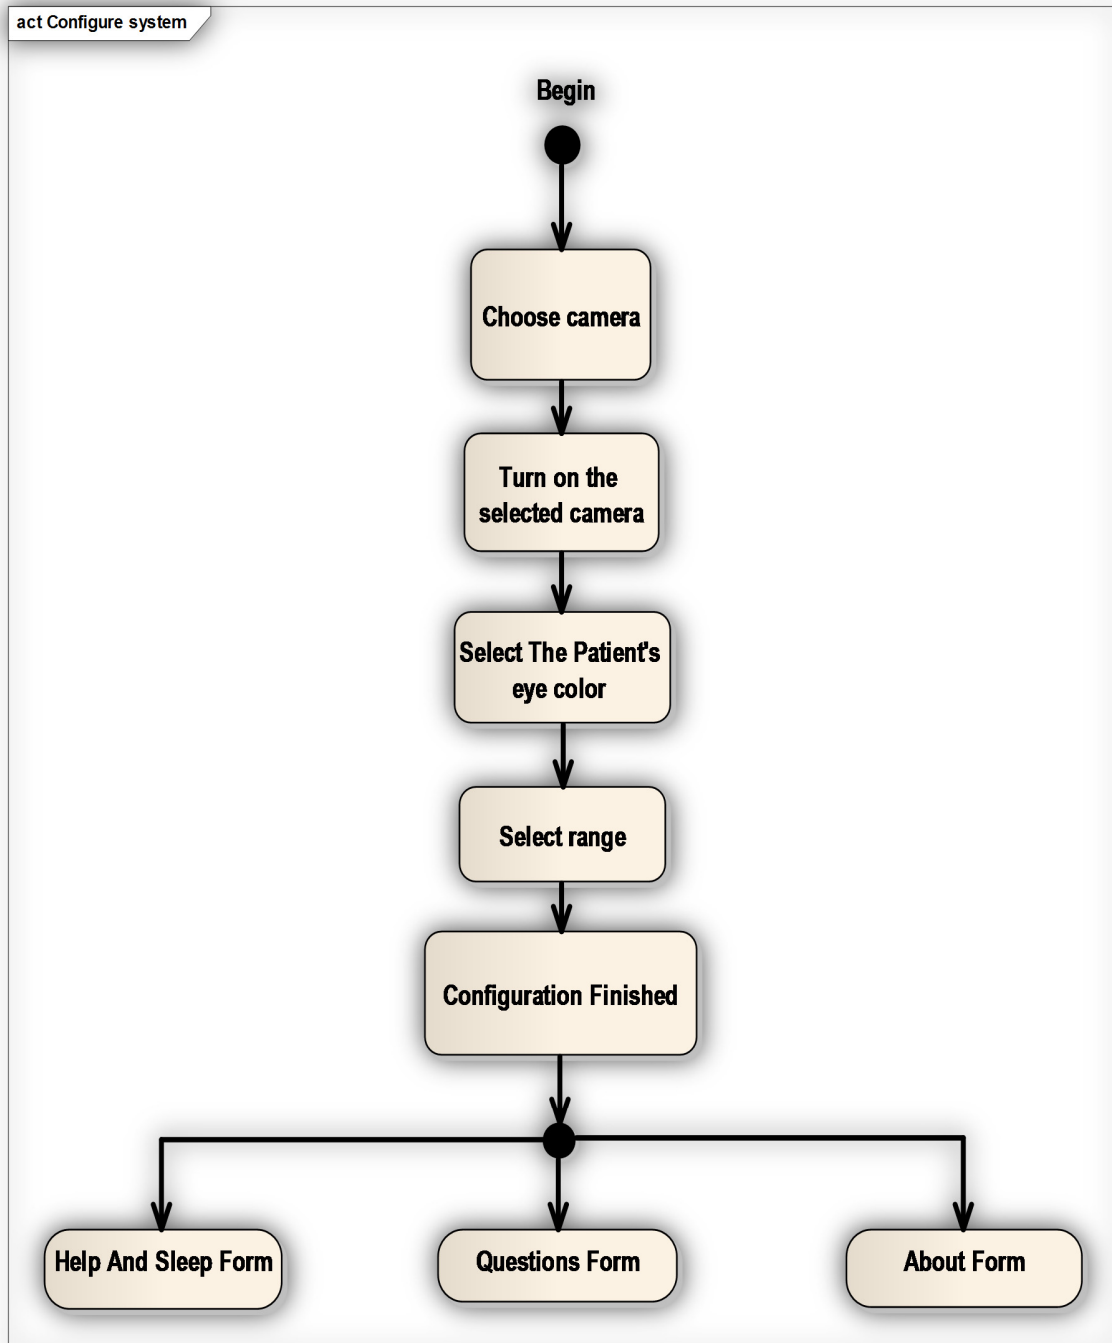 act Configure system
Begin
Choose camera
Turn on the
selected camera
Select The Patient's
eye color
Select range
Configuration Finished
Help And Sleep Form
Questions Form
About Form